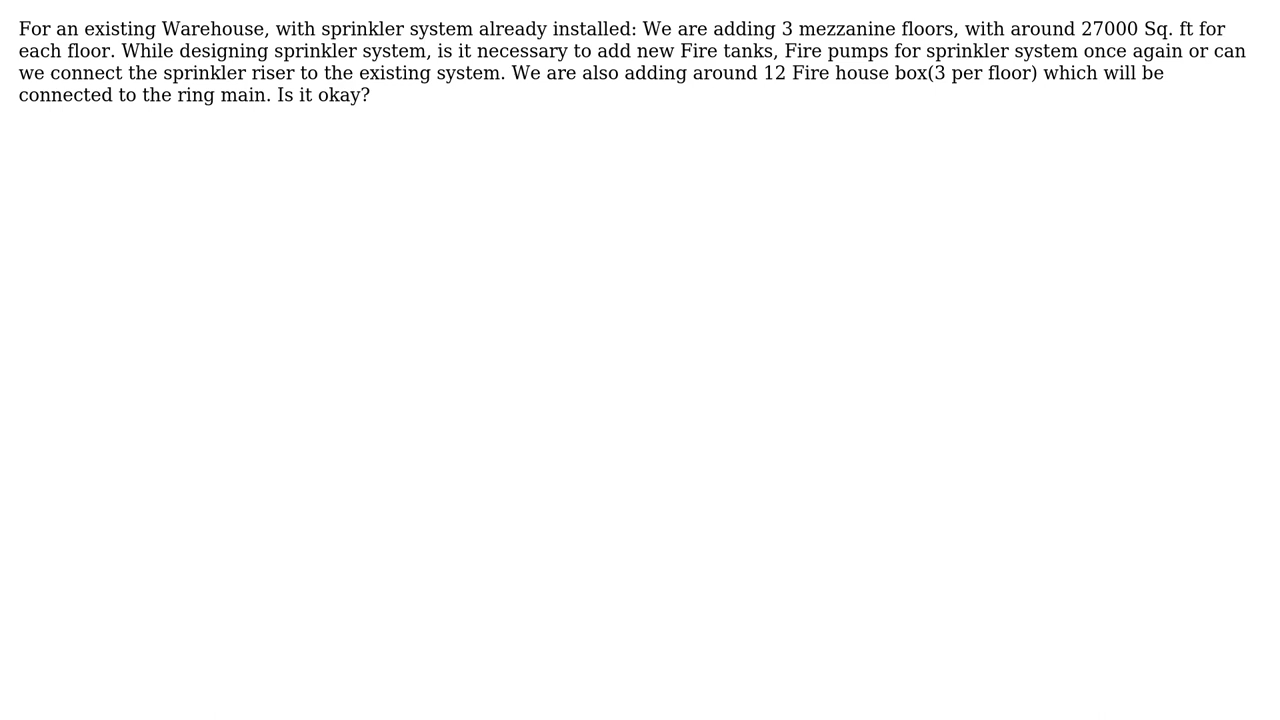 For an existing Warehouse, with sprinkler system already installed: We are adding 3 mezzanine floors, with around 27000 Sq. ft for
each floor. While designing sprinkler system, is it necessary to add new Fire tanks, Fire pumps for sprinkler system once again or can
we connect the sprinkler riser to the existing system. We are also adding around 12 Fire house box(3 per floor) which will be
connected to the ring main. Is it okay?